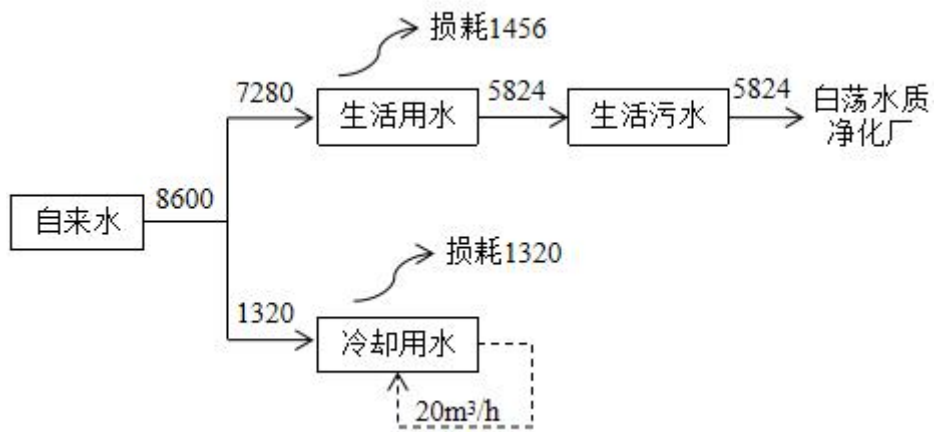 损耗1456
7280
生活用水
5824
生活污水
5824
白荡水质
净化厂
自来水
8600
损耗1320
1320
冷却用水
20m³/h